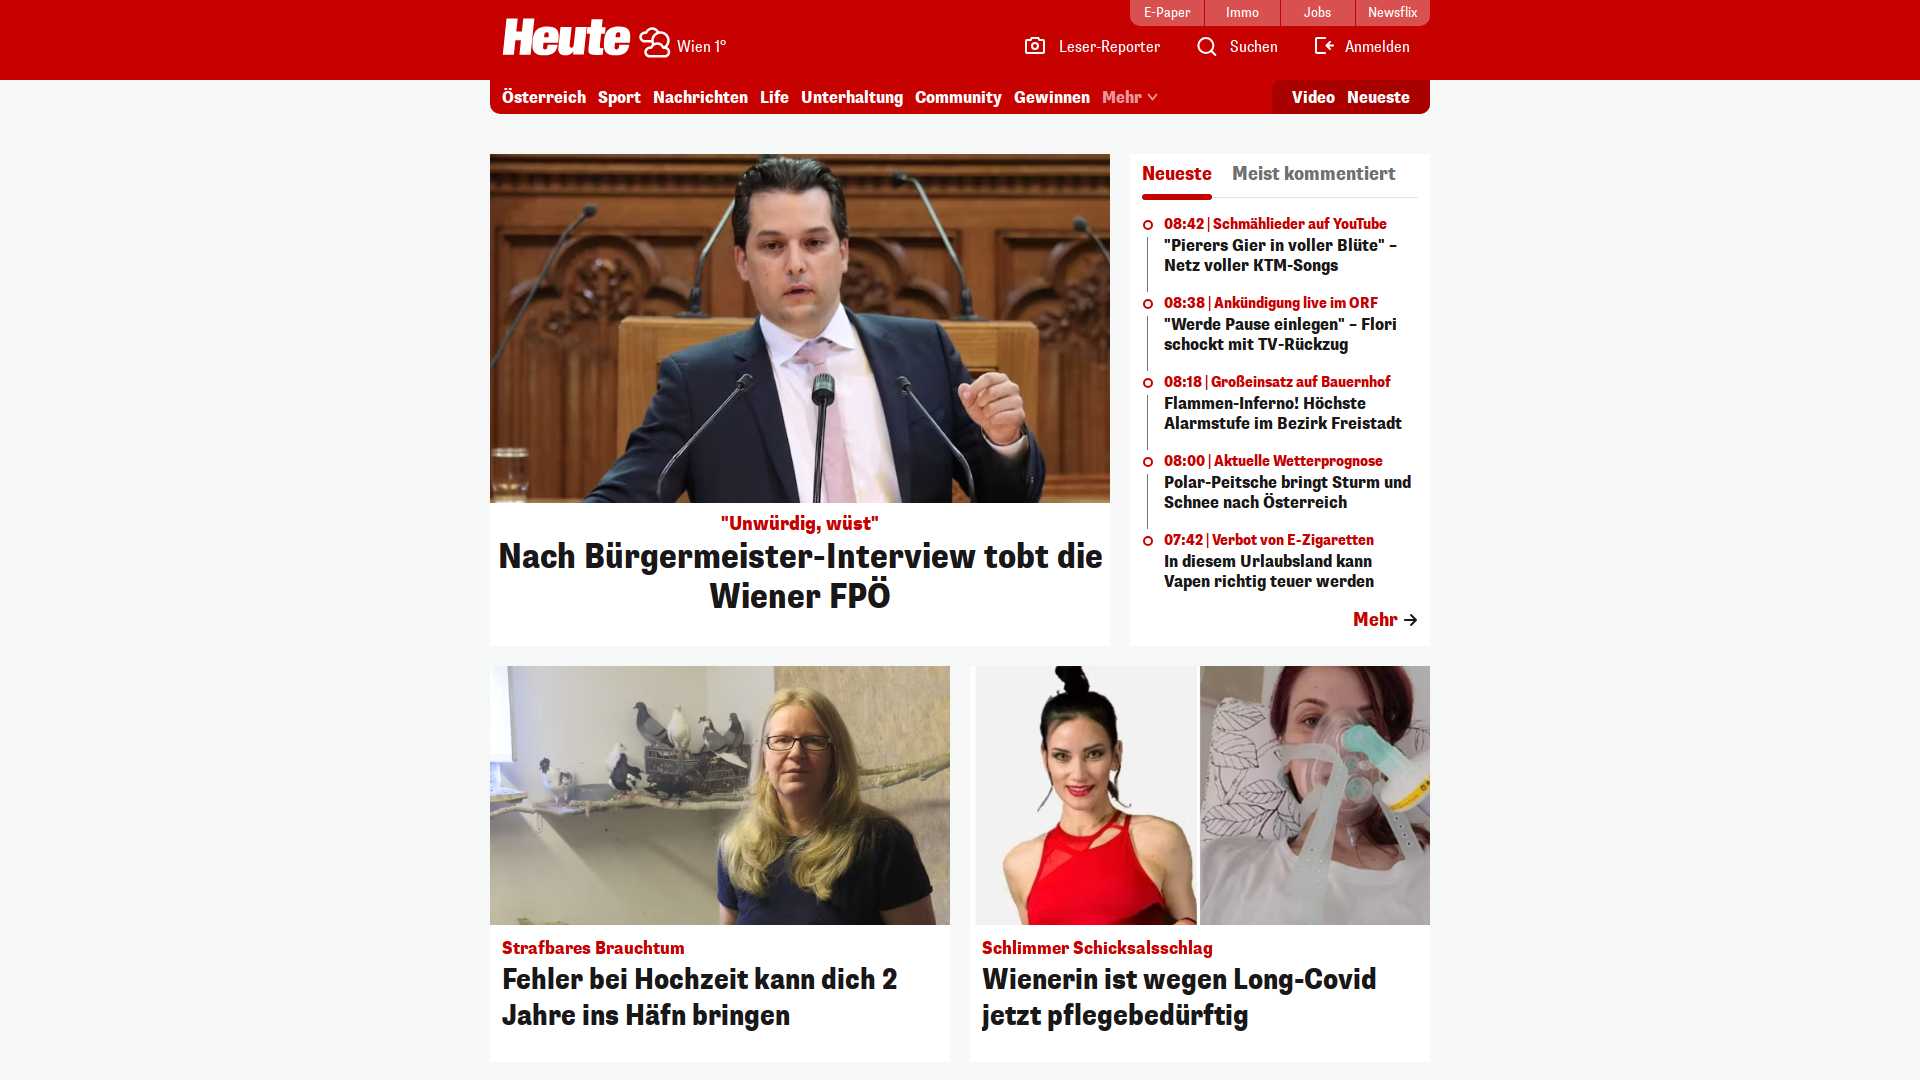 E-Paper
Immo
Jobs
Newsflix
Heute
Wien 1°
Leser-Reporter
Suchen
Anmelden
Österreich
Sport
Nachrichten
Life
Unterhaltung
Community
Gewinnen
Mehr
Video
Neueste
"Unwürdig, wüst"
Nach Bürgermeister-Interview tobt die
Wiener FPÖ
Neueste
Meist kommentiert
08:42 | Schmählieder auf YouTube
"Pierers Gier in voller Blüte" –
Netz voller KTM-Songs
08:38 | Ankündigung live im ORF
"Werde Pause einlegen" – Flori
schockt mit TV-Rückzug
08:18 | Großeinsatz auf Bauernhof
Flammen-Inferno! Höchste
Alarmstufe im Bezirk Freistadt
08:00 | Aktuelle Wetterprognose
Polar-Peitsche bringt Sturm und
Schnee nach Österreich
07:42 | Verbot von E-Zigaretten
In diesem Urlaubsland kann
Vapen richtig teuer werden
Mehr
Strafbares Brauchtum
Fehler bei Hochzeit kann dich 2
Jahre ins Häfn bringen
Schlimmer Schicksalsschlag
Wienerin ist wegen Long-Covid
jetzt pflegebedürftig